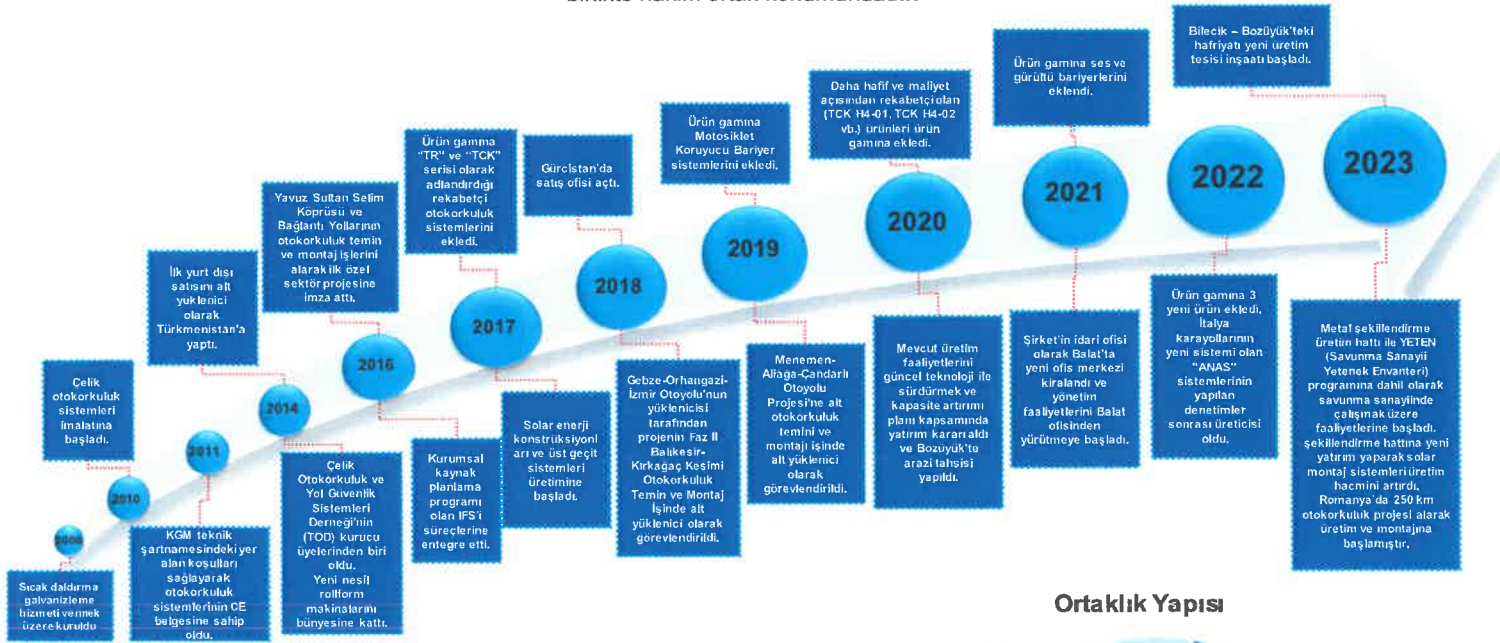 Sıcak daldırma
galvanizleme
hizmeti vermek
üzere kuruldu
2010
Çelik
otokorkuluk
sistemleri
imalatına
başladı.
2011
KGM teknik
şartnamesindeki yer
alan koşulları
sağlayarak
otokorkuluk
sistemlerinin CE
belgesine sahip
oldu.
2014
İlk yurt dışı
satışını alt
yüklenici
olarak
Türkmenistan'a
yaptı.
Çelik
Otokorkuluk ve
Yol Güvenlik
Sistemleri
Derneği'nin
(TOD) kurucu
üyelerinden biri
oldu.
Yeni nesil
rollform
makinalarını
bünyesine kattı.
2016
Yavuz Sultan Selim
Köprüsü ve
Bağlantı Yollarının
otokorkuluk temin
ve montaj işlerini
alarak ilk özel
sektör projesine
imza attı.
Kurumsal
kaynak
planlama
programı
olan IFS'i
süreçlerine
entegre etti.
2017
Ürün gamma
"TR" ve "TCK"
serisi olarak
adlandırdığı
rekabetçi
otokorkuluk
sistemlerini
ekledi.
Solar enerji
konstrüksiyonl
arı ve üst geçit
sistemleri
üretimine
başladı.
2018
Gürcistan'da
satış ofisi açtı.
Gebze-Orhangazi-
İzmir Otoyolu'nun
yüklenicisi
tarafından
projenin Faz II
Balıkesir-
Kırkağaç Kesimi
Otokorkuluk
Temin ve Montaj
İşinde alt
yüklenici olarak
görevlendirildi.
2019
Ürün gamına
Motosiklet
Koruyucu Bariyer
sistemlerini ekledi.
Menemen-
Aliağa-Çandarlı
Otoyolu
Projesi'ne ait
otokorkuluk
temini ve
montajı işinde
alt yüklenici
olarak
görevlendirildi.
2020
Daha hafif ve maliyet
açısından rekabetçi olan
(TCK H4-01, TCK H4-02
vb.) ürünleri ürün
gamına ekledi.
Mevcut üretim
faaliyetlerini
güncel teknoloji ile
sürdürmek ve
kapasite artırımı
planı kapsamında
yatırım kararı aldı
ve Bozüyük'te
arazi tahsisi
yapıldı.
2021
Ürün gamına ses ve
gürültü bariyerlerini
eklendi.
Şirket'in idari ofisi
olarak Balat'ta
yeni ofis merkezi
kiralandı ve
yönetim
faaliyetlerini Balat
ofisinden
yürütmeye başladı.
2022
Ürün gamına 3
yeni ürün ekledi.
İtalya
karayollarının
yeni sistemi olan
"ANAS"
sistemlerinin
yapılan
denetimler
sonrası üreticisi
oldu.
2023
Bilecik – Bozüyük'teki
hafriyatı yeni üretim
tesisi inşaatı başladı.
Metal şekillendirme
üretim hattı ile YETEN
(Savunma Sanayii
Yetenek Envanteri)
programına dahil olarak
savunma sanayiinde
çalışmak üzere
faaliyetlerine başladı.
şekillendirme hattına yeni
yatırım yaparak solar
montaj sistemleri üretim
hacmini artırdı.
Romanya'da 250 km
otokorkuluk projesi alarak
üretim ve montajına
başlamıştır.
Ortaklık Yapısı